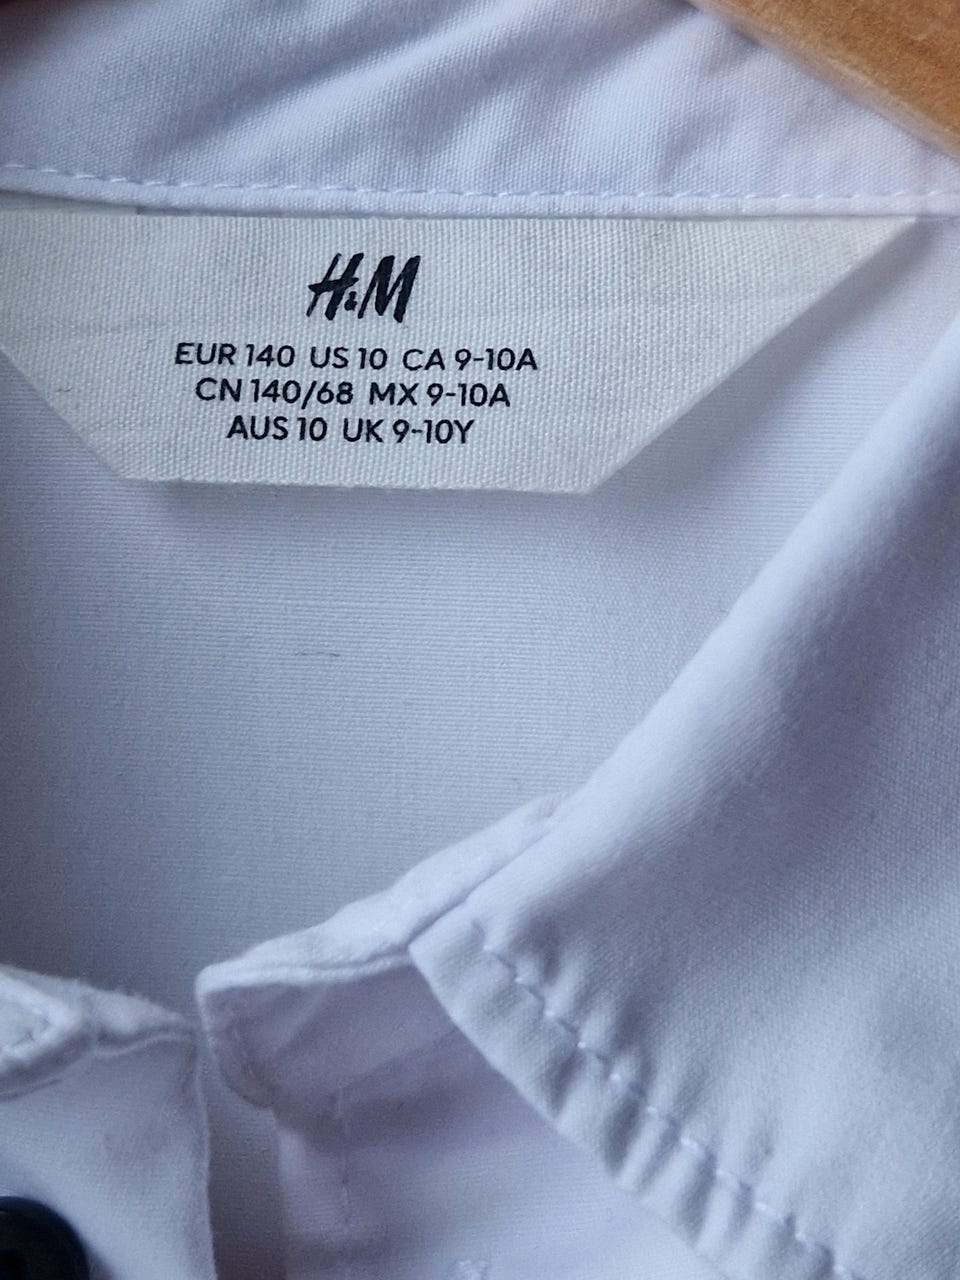 H&M
EUR 140 US 10 CA 9-10A
CN 140/68 MX 9-10A
AUS 10 UK 9-10Y